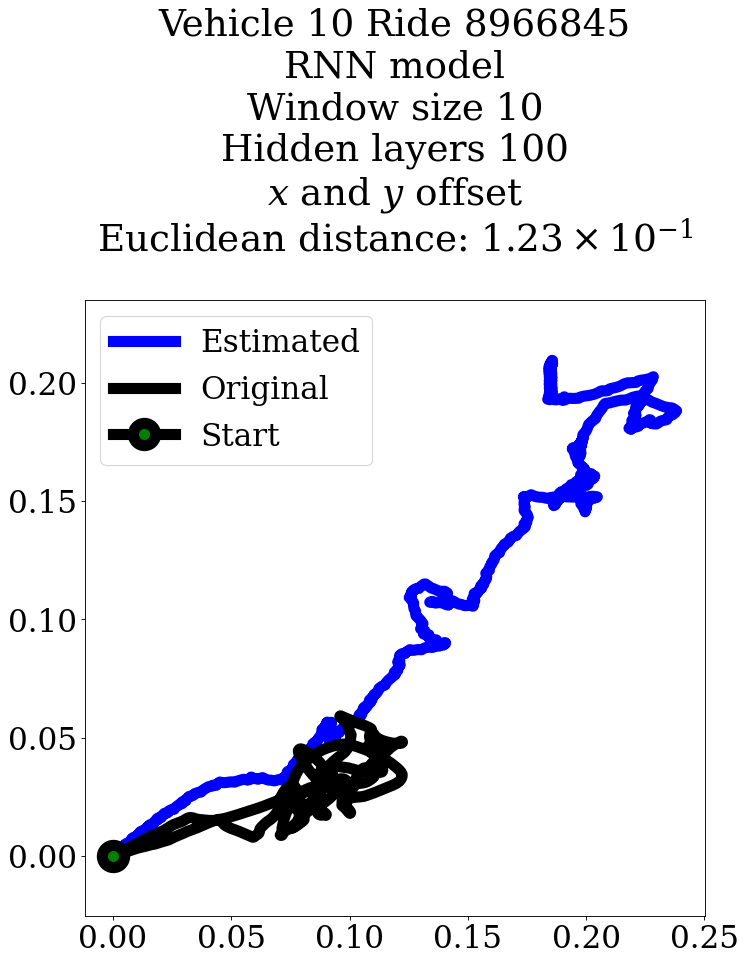 Vehicle 10 Ride 8966845
RNN model
Window size 10
Hidden layers 100
x and y offset
Euclidean distance: 1.23 × 10⁻¹
Estimated
Original
Start
0.20
0.15
0.10
0.05
0.00
0.00 0.05 0.10 0.15 0.20 0.25